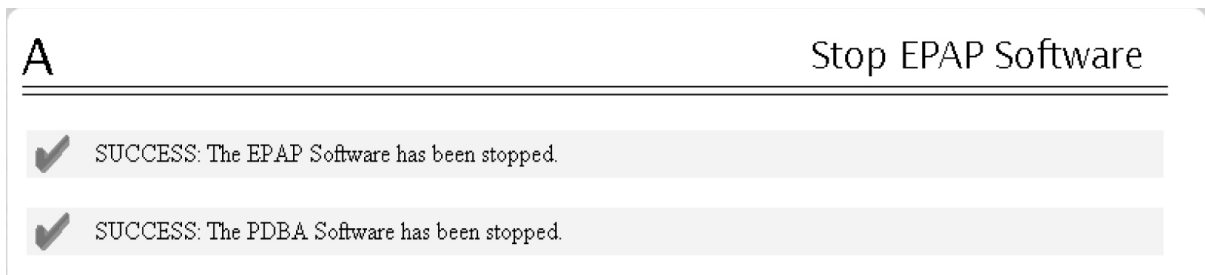 A
Stop EPAP Software
SUCCESS: The EPAP Software has been stopped.
SUCCESS: The PDBA Software has been stopped.